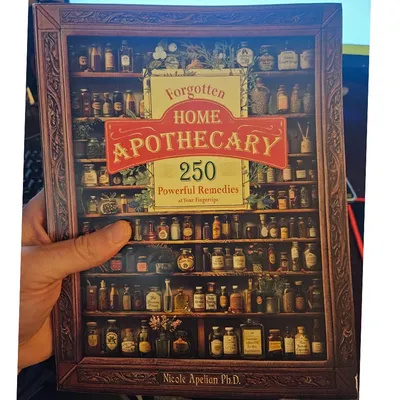 Forgotten
HOME
APOTHECARY
250
Powerful Remedies
at Your Fingertips
Nicole Apelian Ph.D.